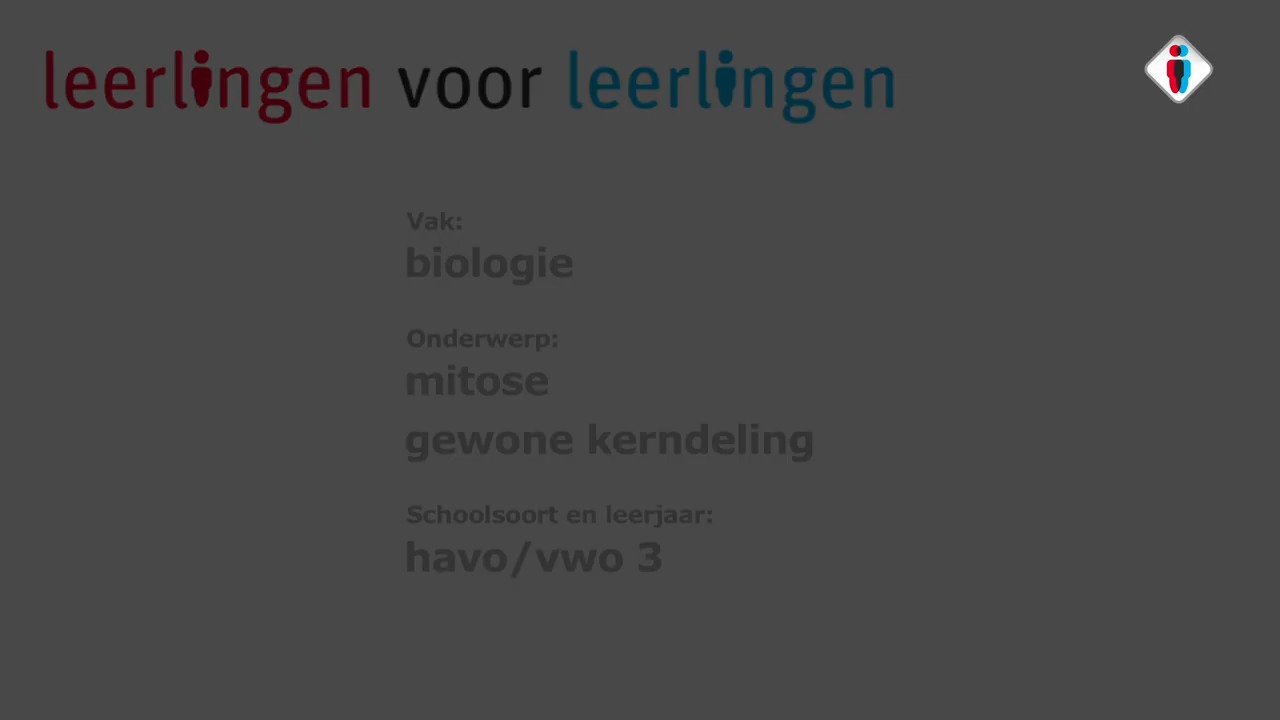 leerlingen voor leerlingen
Vak:
biologie
Onderwerp:
mitose
gewone kerndeling
Schoolsoort en leerjaar:
havo/vwo 3